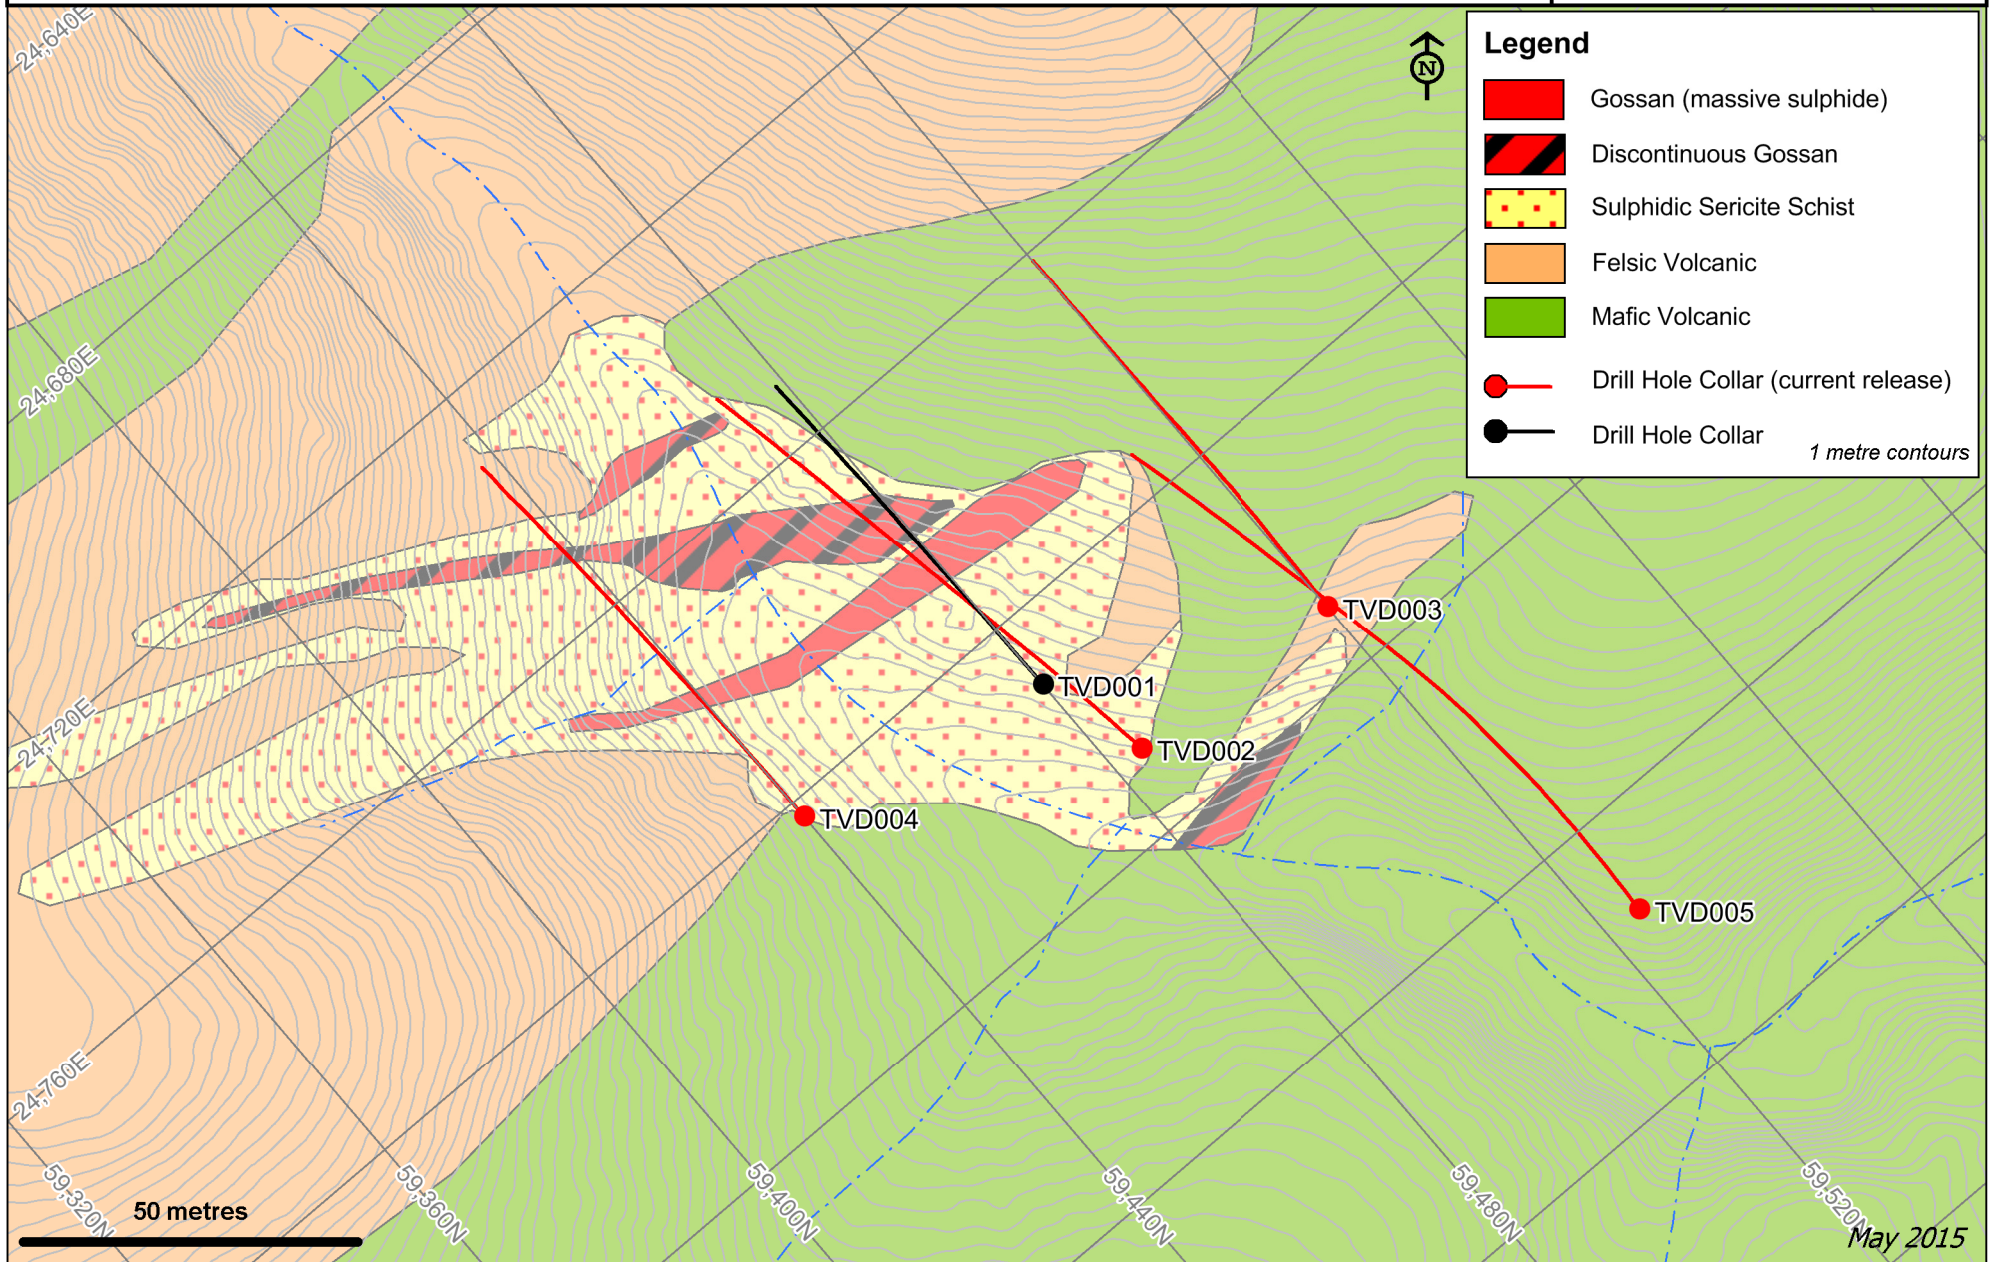 24,640E
N
Legend
Gossan (massive sulphide)
Discontinuous Gossan
Sulphidic Sericite Schist
Felsic Volcanic
Mafic Volcanic
Drill Hole Collar (current release)
Drill Hole Collar
1 metre contours
24,680E
TVD003
TVD001
24,720E
TVD002
TVD004
TVD005
24,760E
59,320N
59,360N
59,400N
59,440N
59,480N
59,520N
50 metres
May 2015